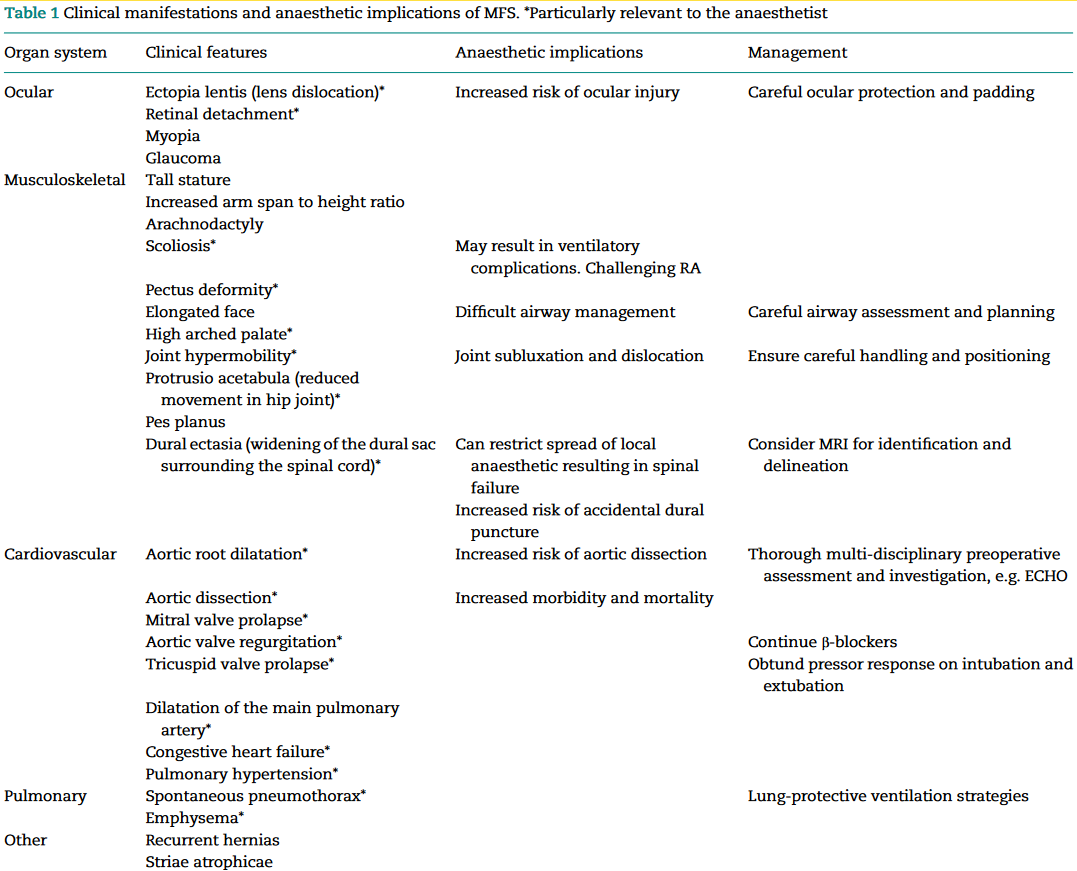 Table 1 Clinical manifestations and anaesthetic implications of MFS. *Particularly relevant to the anaesthetist
Organ system Clinical features Anaesthetic implications Management
Ocular Ectopia lentis (lens dislocation)* Increased risk of ocular injury Careful ocular protection and padding
Retinal detachment*
Myopia
Glaucoma
Musculoskeletal Tall stature
Increased arm span to height ratio
Arachnodactyly
Scoliosis* May result in ventilatory
complications. Challenging RA
Pectus deformity*
Elongated face Difficult airway management Careful airway assessment and planning
High arched palate*
Joint hypermobility* Joint subluxation and dislocation Ensure careful handling and positioning
Protrusio acetabula (reduced
movement in hip joint)*
Pes planus
Dural ectasia (widening of the dural sac Can restrict spread of local Consider MRI for identification and
surrounding the spinal cord)* anaesthetic resulting in spinal delineation
failure
Increased risk of accidental dural
puncture
Cardiovascular Aortic root dilatation* Increased risk of aortic dissection Thorough multi-disciplinary preoperative
assessment and investigation, e.g. ECHO
Aortic dissection* Increased morbidity and mortality
Mitral valve prolapse*
Aortic valve regurgitation* Continue β-blockers
Tricuspid valve prolapse* Obtund pressor response on intubation and
extubation
Dilatation of the main pulmonary
artery*
Congestive heart failure*
Pulmonary hypertension*
Pulmonary Spontaneous pneumothorax* Lung-protective ventilation strategies
Emphysema*
Other Recurrent hernias
Striae atrophicae